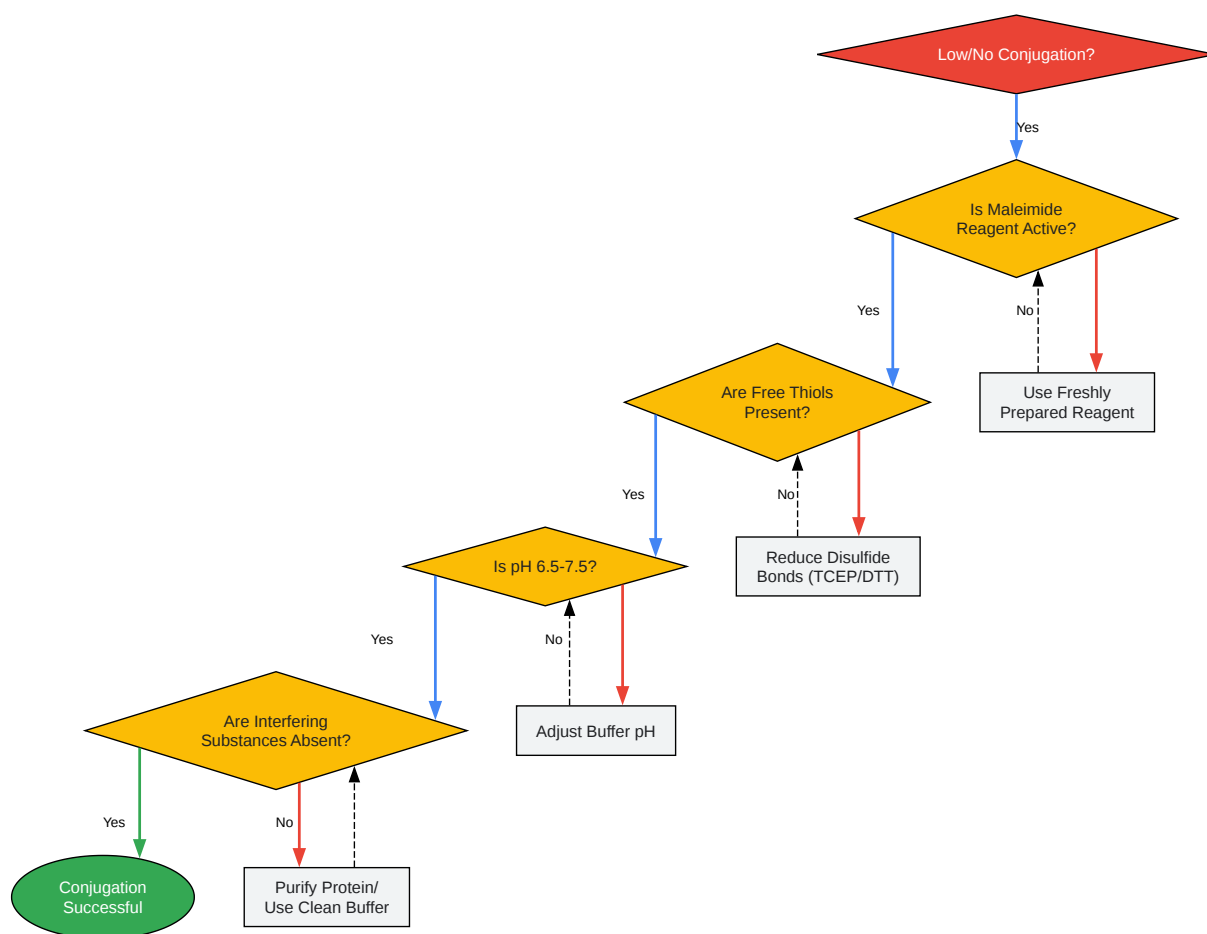 Low/No Conjugation?
Yes
Is Maleimide
Reagent Active?
Yes
No
Use Freshly
Prepared Reagent
Are Free Thiols
Present?
Yes
No
Reduce Disulfide
Bonds (TCEP/DTT)
Is pH 6.5-7.5?
Yes
No
Adjust Buffer pH
Are Interfering
Substances Absent?
Yes
No
Conjugation
Successful
Purify Protein/
Use Clean Buffer